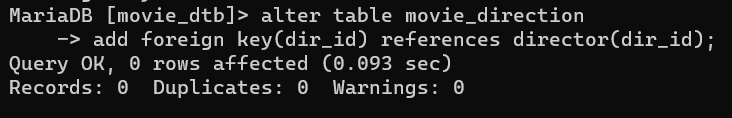 MariaDB [movie_dtb]> alter table movie_direction
    -> add foreign key(dir_id) references director(dir_id);
Query OK, 0 rows affected (0.093 sec)
Records: 0  Duplicates: 0  Warnings: 0